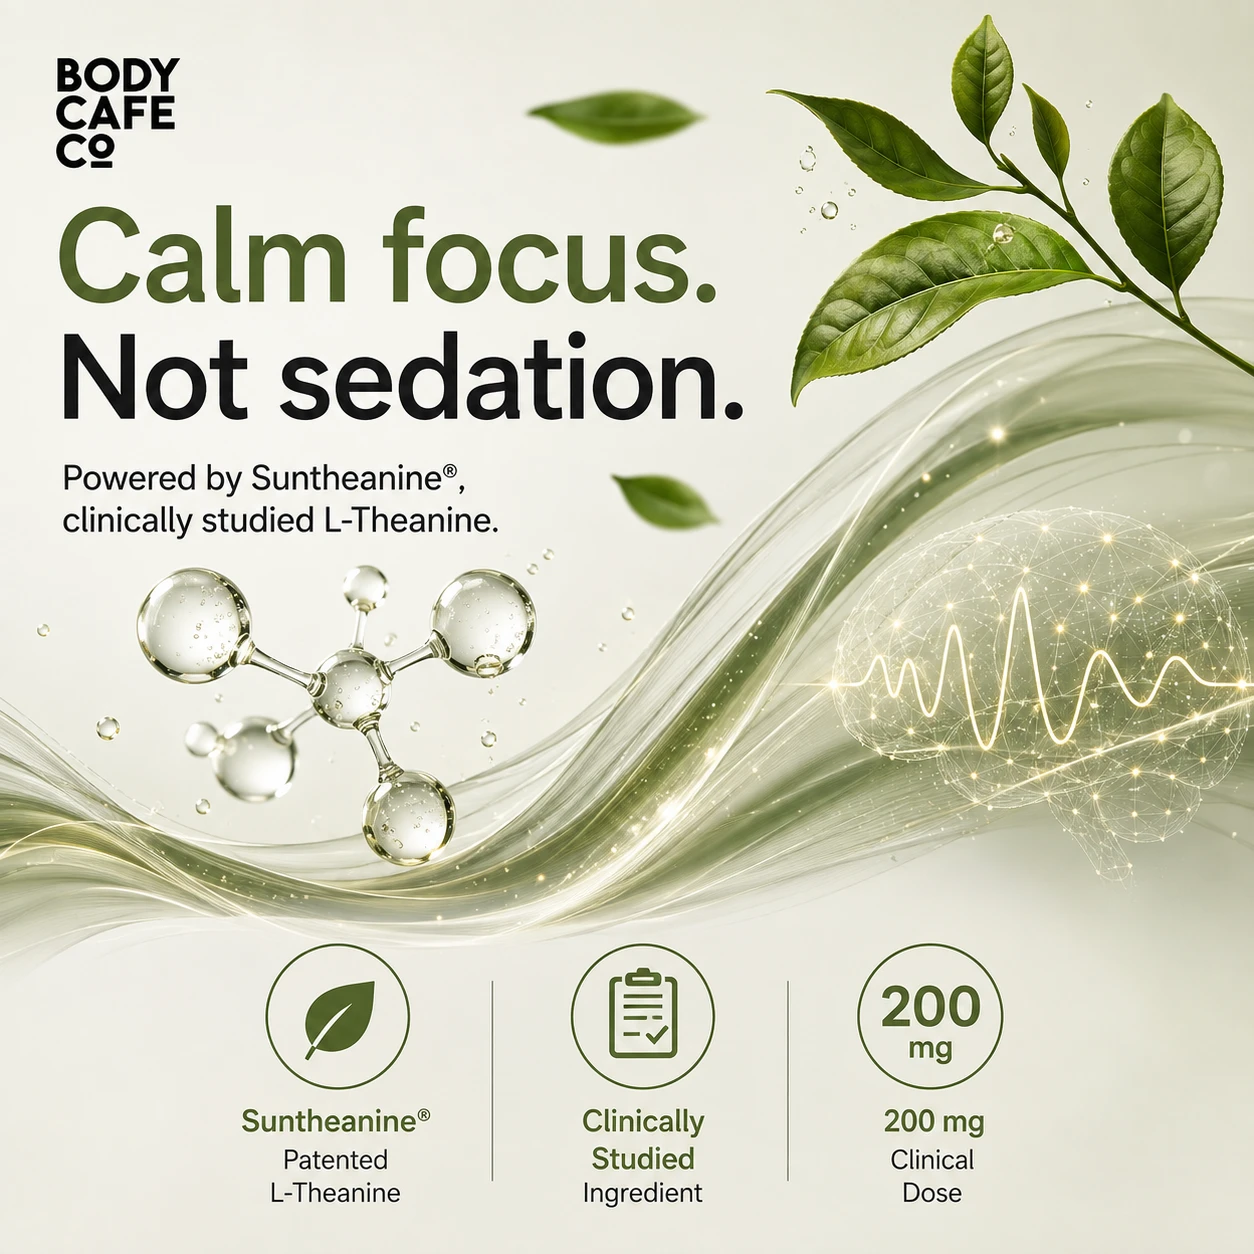 BODY
CAFE
Cº
Calm focus.
Not sedation.
Powered by Suntheanine®,
clinically studied L-Theanine.
Suntheanine®
Patented
L-Theanine
Clinically
Studied
Ingredient
200
mg
200 mg
Clinical
Dose